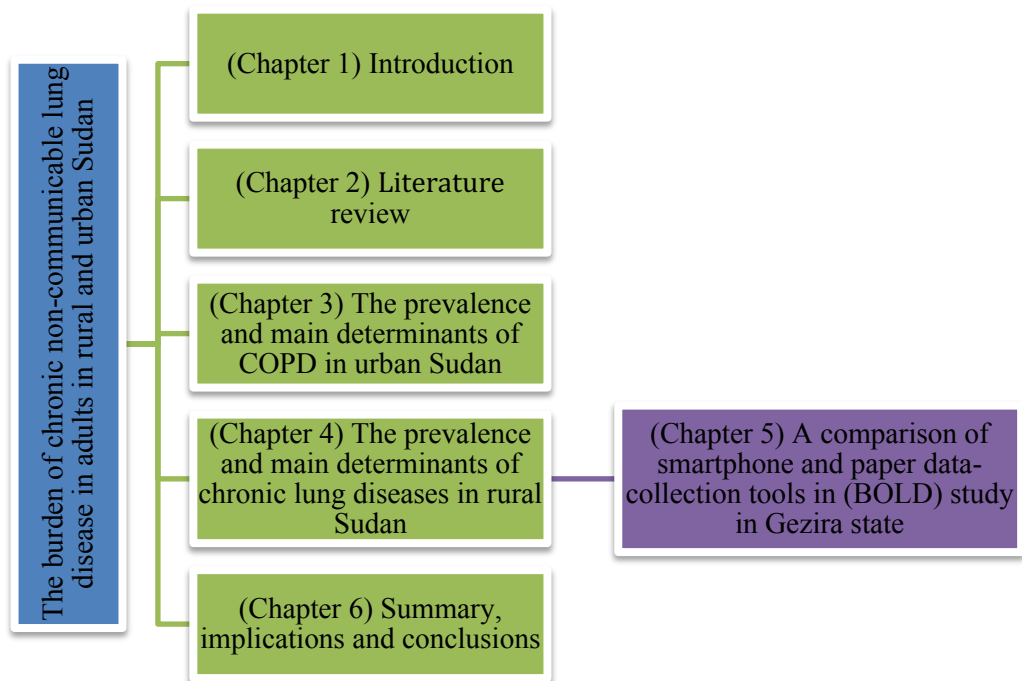 The burden of chronic non-communicable lung
disease in adults in rural and urban Sudan
(Chapter 1) Introduction
(Chapter 2) Literature
review
(Chapter 3) The prevalence
and main determinants of
COPD in urban Sudan
(Chapter 4) The prevalence
and main determinants of
chronic lung diseases in rural
Sudan
(Chapter 5) A comparison of
smartphone and paper data-
collection tools in (BOLD) study
in Gezira state
(Chapter 6) Summary,
implications and conclusions